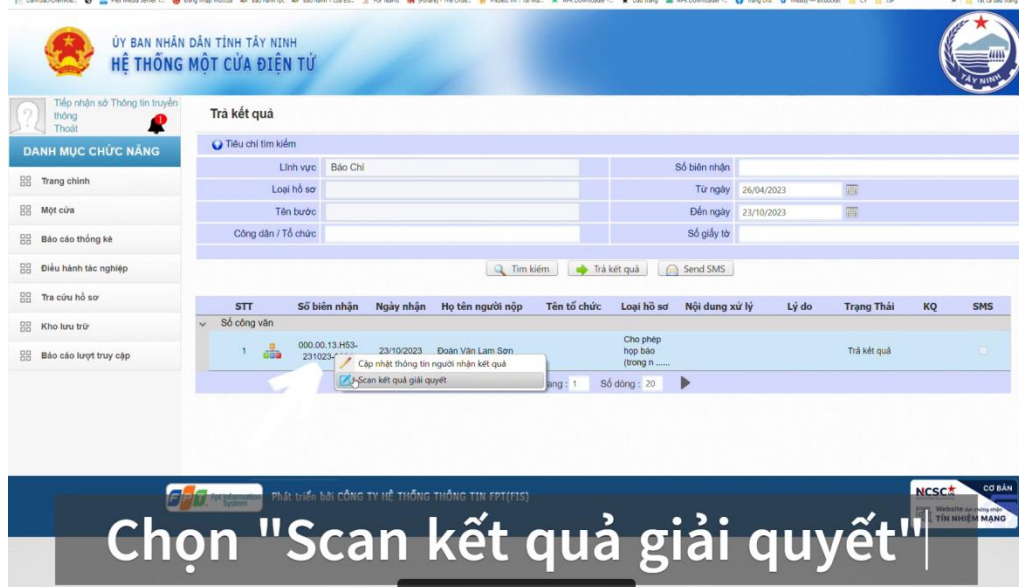 ỦY BAN NHÂN DÂN TỈNH TÂY NINH
HỆ THỐNG MỘT CỬA ĐIỆN TỬ
TÂY NINH
Tiếp nhận sở Thông tin truyền
thông
Thoát
1
DANH MỤC CHỨC NĂNG
Trang chính
Một cửa
Báo cáo thống kê
Điều hành tác nghiệp
Tra cứu hồ sơ
Kho lưu trữ
Báo cáo lượt truy cập
Trả kết quả
Tiêu chí tìm kiếm
Lĩnh vực Báo Chí Số biên nhận
Loại hồ sơ Từ ngày 26/04/2023
Tên bước Đến ngày 23/10/2023
Công dân / Tổ chức Số giấy tờ
Tìm kiếm Trả kết quả Send SMS
STT Số biên nhận Ngày nhận Họ tên người nộp Tên tổ chức Loại hồ sơ Nội dung xử lý Lý do Trạng Thái KQ SMS
Số công văn
1 000.00.13.H53-
231023- 23/10/2023 Đoàn Văn Lam Sơn Cho phép
họp báo
(trong n ...... Trả kết quả
Cập nhật thông tin người nhận kết quả
Scan kết quả giải quyết
ang : 1 Số dòng : 20
FPT Fpt Information
System
Phát triển bởi CÔNG TY HỆ THỐNG THÔNG TIN FPT(FIS)
NCSC CƠ BẢN
Website
TÍN NHIỆM MẠNG
Chọn "Scan kết quả giải quyết"